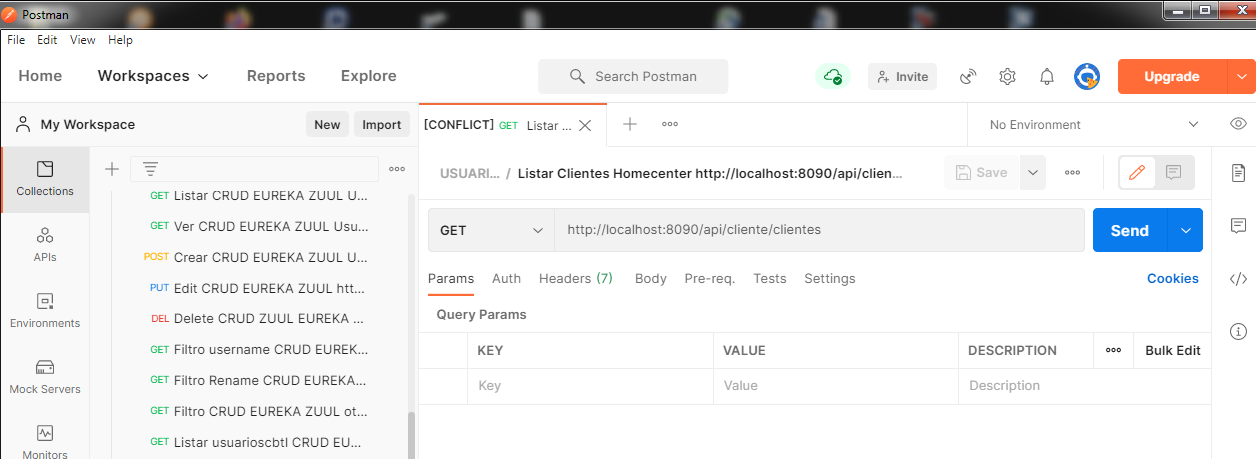 Postman
File Edit View Help
Home Workspaces Reports Explore Search Postman Invite Upgrade
My Workspace New Import [CONFLICT] GET Listar ... No Environment
Collections
APIs
Environments
Mock Servers
Monitors
GET Listar CRUD EUREKA ZUUL U...
GET Ver CRUD EUREKA ZUUL Usu...
POST Crear CRUD EUREKA ZUUL U...
PUT Edit CRUD EUREKA ZUUL htt...
DEL Delete CRUD ZUUL EUREKA ...
GET Filtro username CRUD EUREK...
GET Filtro Rename CRUD EUREKA...
GET Filtro CRUD EUREKA ZUUL ot...
GET Listar usuarioscbtl CRUD EU...
USUARI... / Listar Clientes Homecenter http://localhost:8090/api/clien... Save
GET http://localhost:8090/api/cliente/clientes Send
Params Auth Headers (7) Body Pre-req. Tests Settings Cookies
Query Params
KEY VALUE DESCRIPTION Bulk Edit
Key Value Description